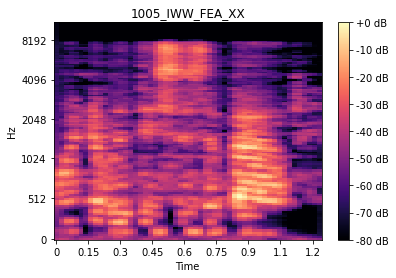 1005_IWW_FEA_XX
8192
4096
2048
1024
512
0
Hz
0 0.15 0.3 0.45 0.6 0.75 0.9 1.1 1.2
Time
+0 dB
-10 dB
-20 dB
-30 dB
-40 dB
-50 dB
-60 dB
-70 dB
-80 dB